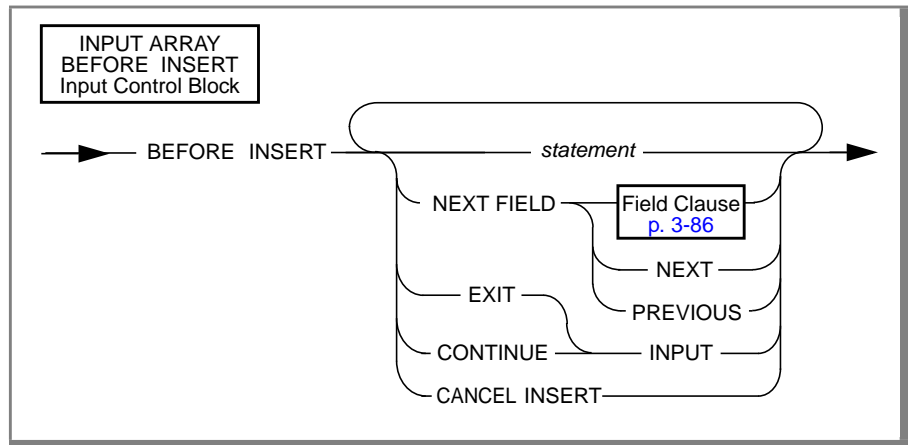 INPUT ARRAY
BEFORE INSERT
Input Control Block
BEFORE INSERT
statement
NEXT FIELD
Field Clause
p. 3-86
NEXT
EXIT
PREVIOUS
CONTINUE
INPUT
CANCEL INSERT